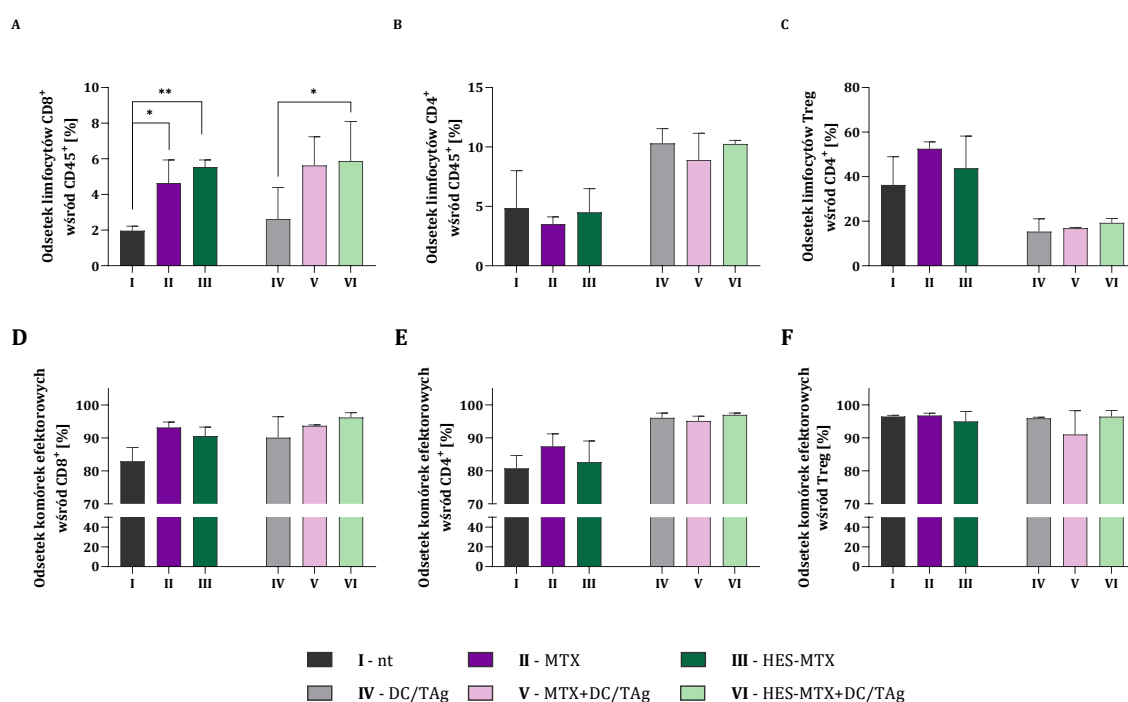 A
B
C
Odsetek limfocytów CD8⁺
wśród CD45⁺ [%]
10
8
6
4
2
0
**
*
*
I II III IV V VI
Odsetek limfocytów CD4⁺
wśród CD45⁺ [%]
15
10
5
0
I II III IV V VI
Odsetek limfocytów Treg
wśród CD4⁺ [%]
80
60
40
20
0
I II III IV V VI
D
E
F
Odsetek komórek efektorowych
wśród CD8⁺ [%]
100
90
80
70
40
20
0
I II III IV V VI
Odsetek komórek efektorowych
wśród CD4⁺ [%]
100
90
80
70
40
20
0
I II III IV V VI
Odsetek komórek efektorowych
wśród Treg [%]
100
90
80
70
40
20
0
I II III IV V VI
I - nt
II - MTX
III - HES-MTX
IV - DC/TAg
V - MTX+DC/TAg
VI - HES-MTX+DC/TAg